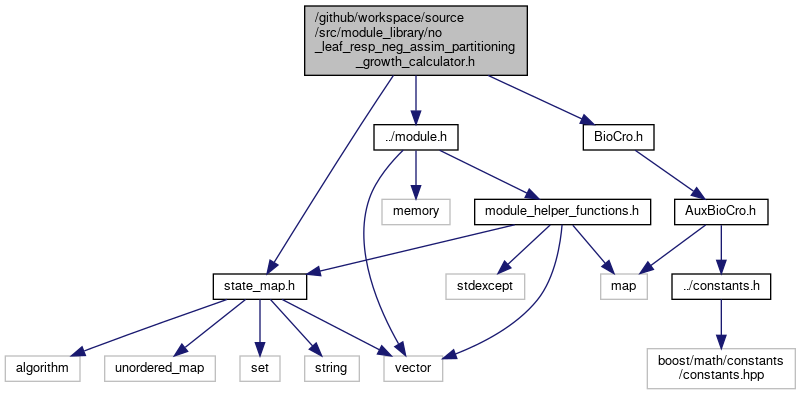 /github/workspace/source
/src/module_library/no
_leaf_resp_neg_assim_partitioning
_growth_calculator.h
../module.h
BioCro.h
memory
module_helper_functions.h
AuxBioCro.h
state_map.h
stdexcept
map
../constants.h
algorithm
unordered_map
set
string
vector
boost/math/constants
/constants.hpp